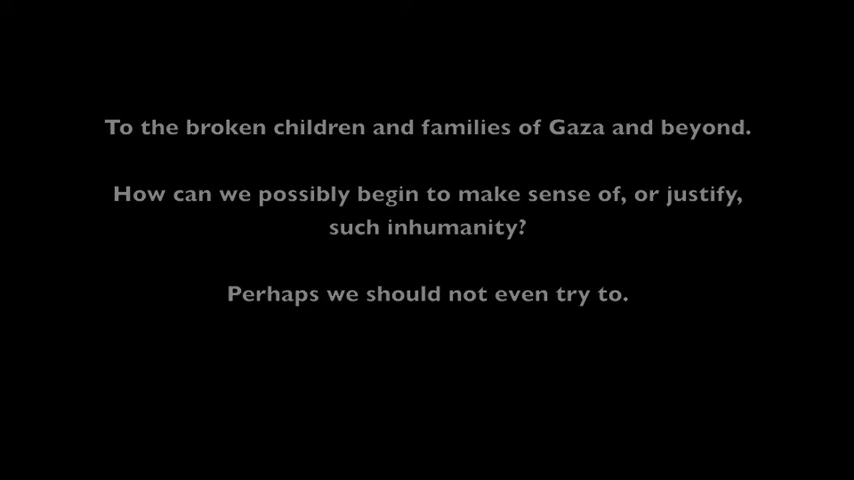 To the broken children and families of Gaza and beyond.
How can we possibly begin to make sense of, or justify,
such inhumanity?
Perhaps we should not even try to.